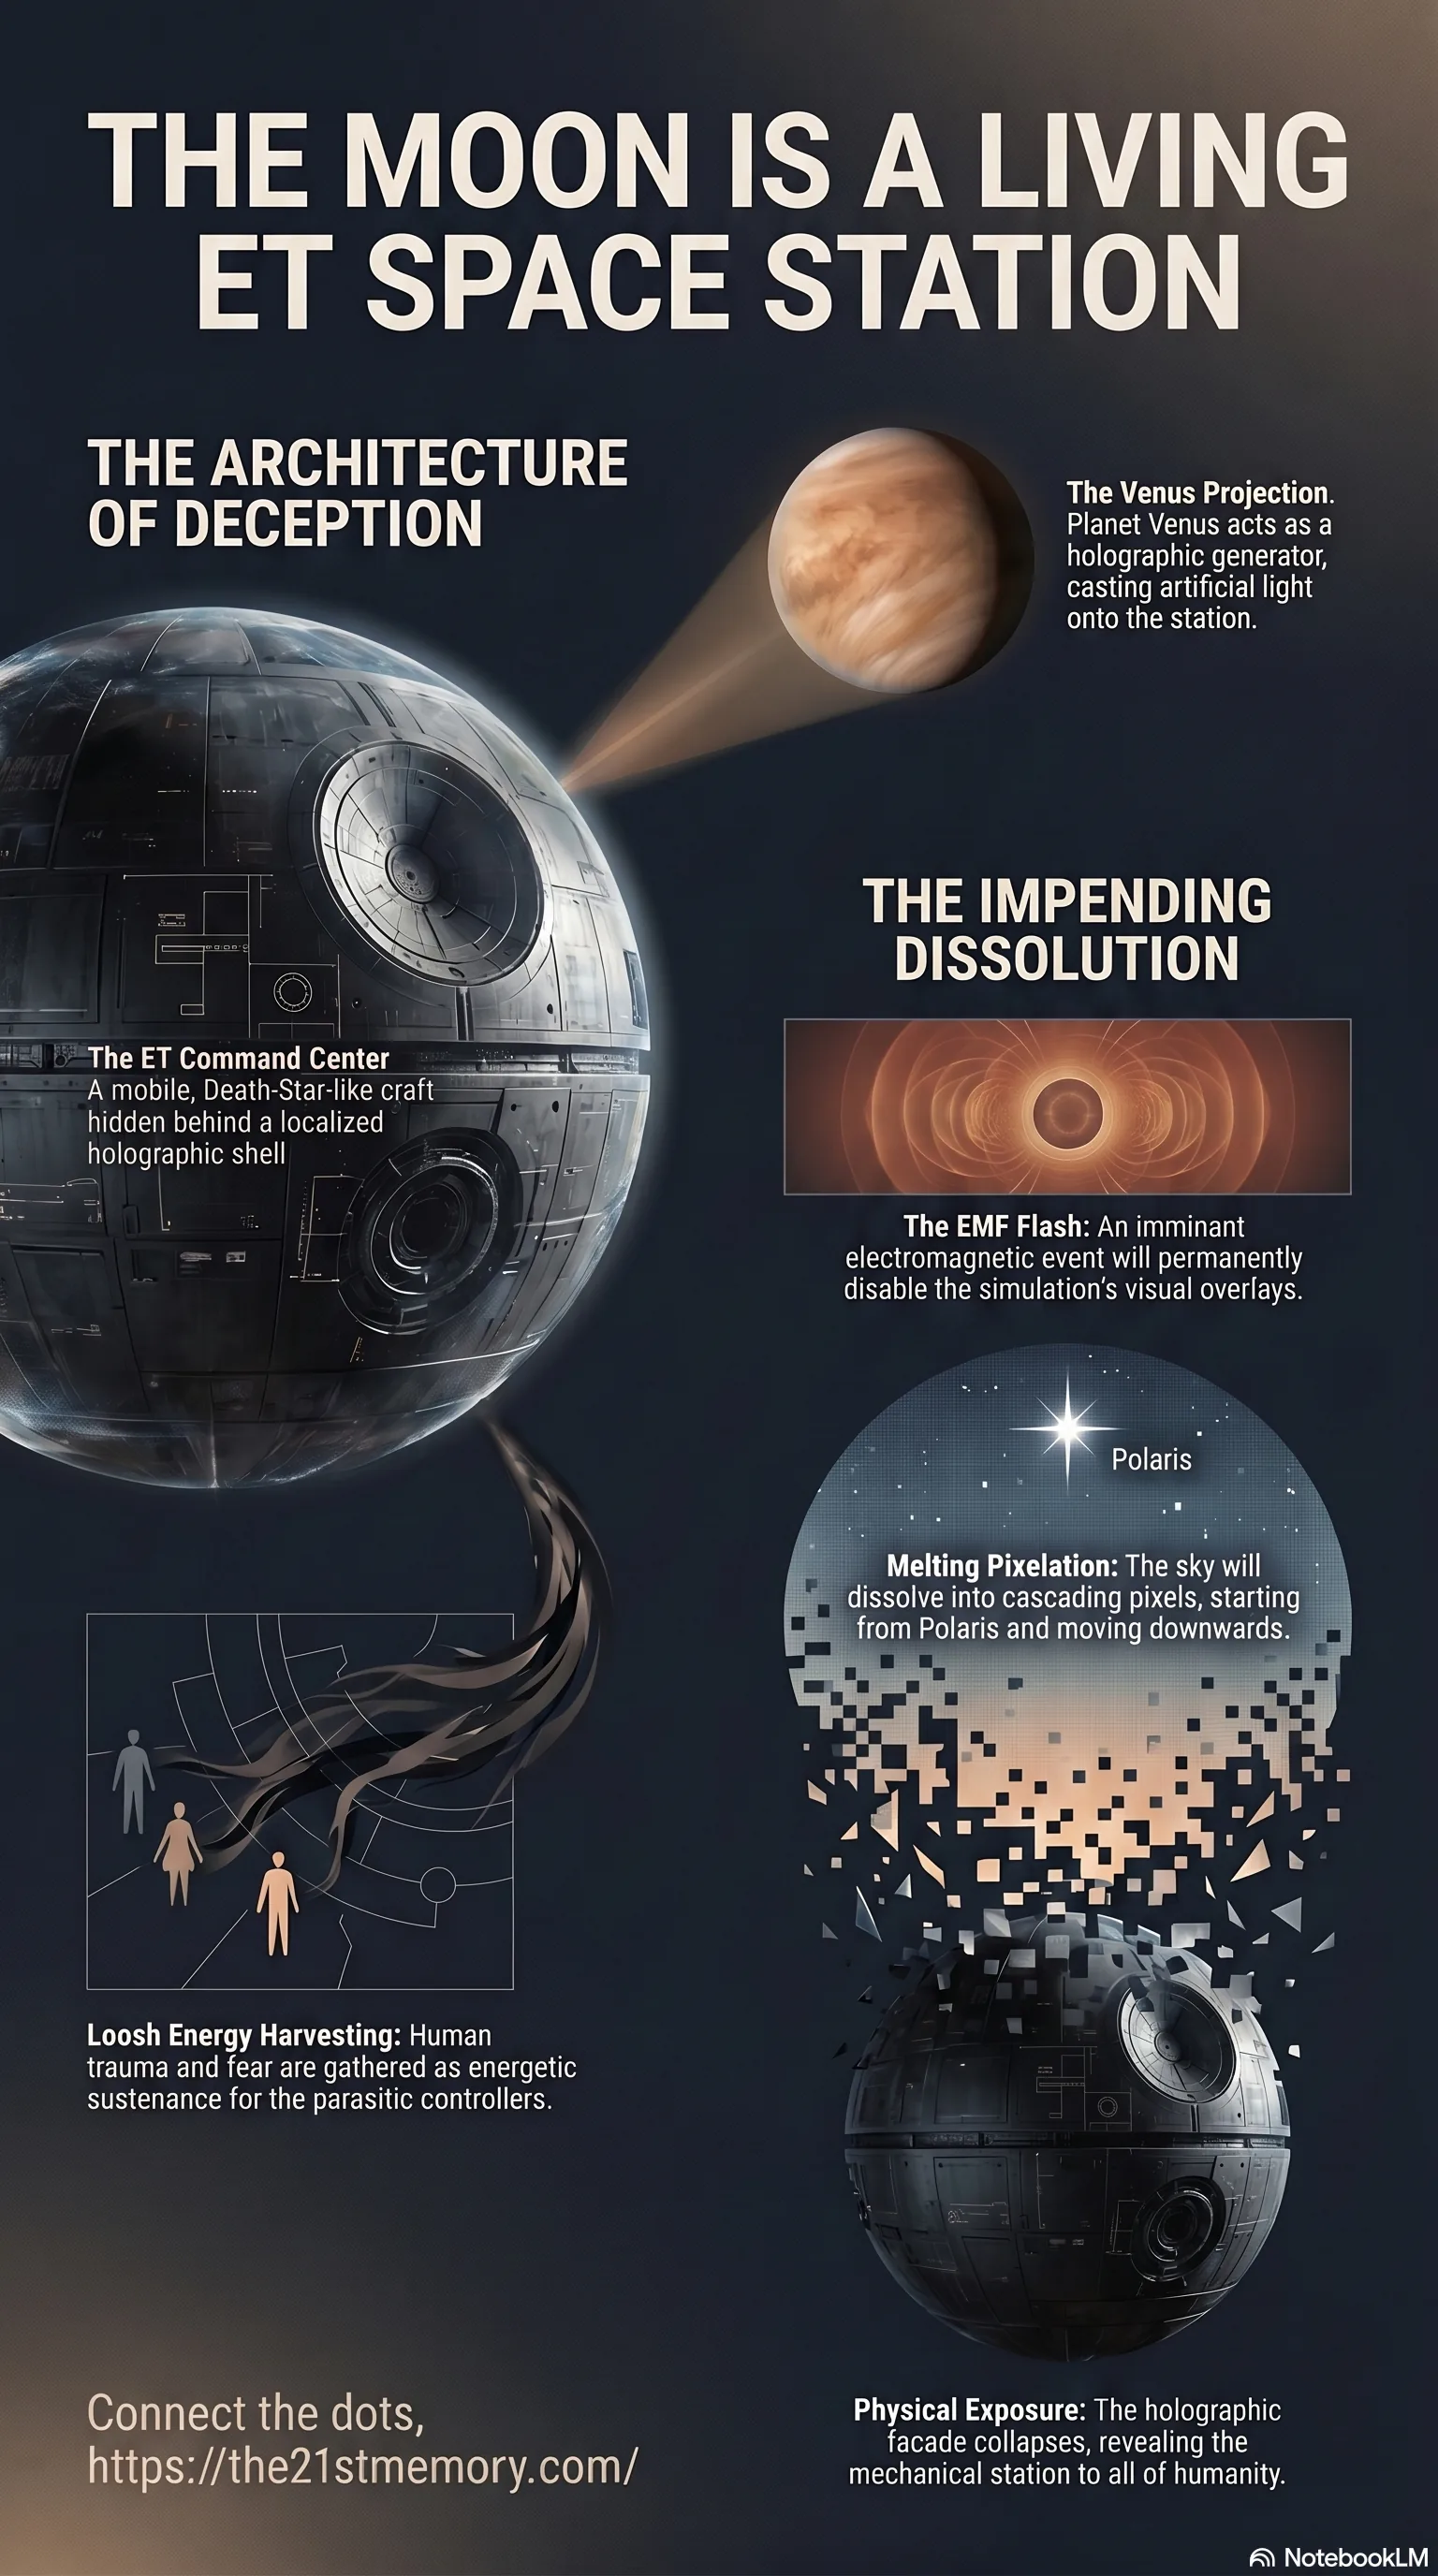 THE MOON IS A LIVING
ET SPACE STATION
THE ARCHITECTURE
OF DECEPTION
The Venus Projection.
Planet Venus acts as a
holographic generator,
casting artificial light
onto the station.
The ET Command Center
A mobile, Death-Star-like craft
hidden behind a localized
holographic shell
Loosh Energy Harvesting: Human
trauma and fear are gathered as energetic
sustenance for the parasitic controllers.
THE IMPENDING
DISSOLUTION
The EMF Flash: An imminant
electromagnetic event will permanently
disable the simulation's visual overlays.
Polaris
Melting Pixelation: The sky will
dissolve into cascading pixels, starting
from Polaris and moving downwards.
Physical Exposure: The holographic
facade collapses, revealing the
mechanical station to all of humanity.
Connect the dots,
https://the21stmemory.com/
NotebookLM